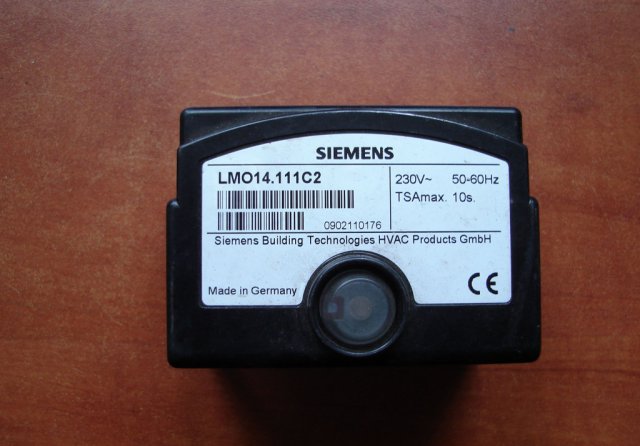 SIEMENS
LMO14.111C2
230V~ 50-60Hz
TSAmax. 10s.
0902110176
Siemens Building Technologies HVAC Products GmbH
Made in Germany
CE